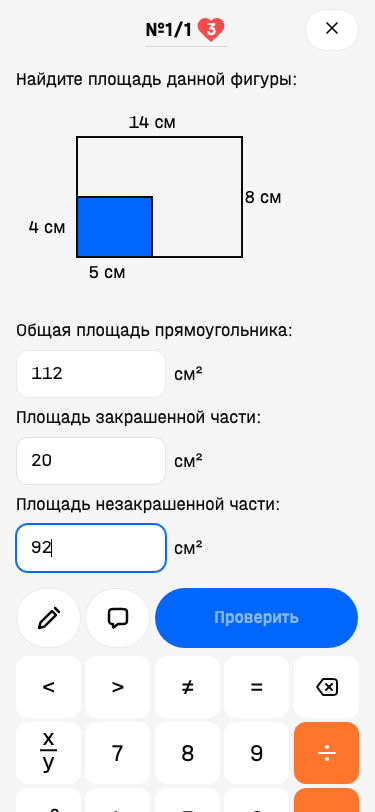 №1/1 3
Найдите площадь данной фигуры:
14 см
8 см
4 см
5 см
Общая площадь прямоугольника:
112 см²
Площадь закрашенной части:
20 см²
Площадь незакрашенной части:
92 см²
Проверить
< > ≠ =
x/y 7 8 9 ÷